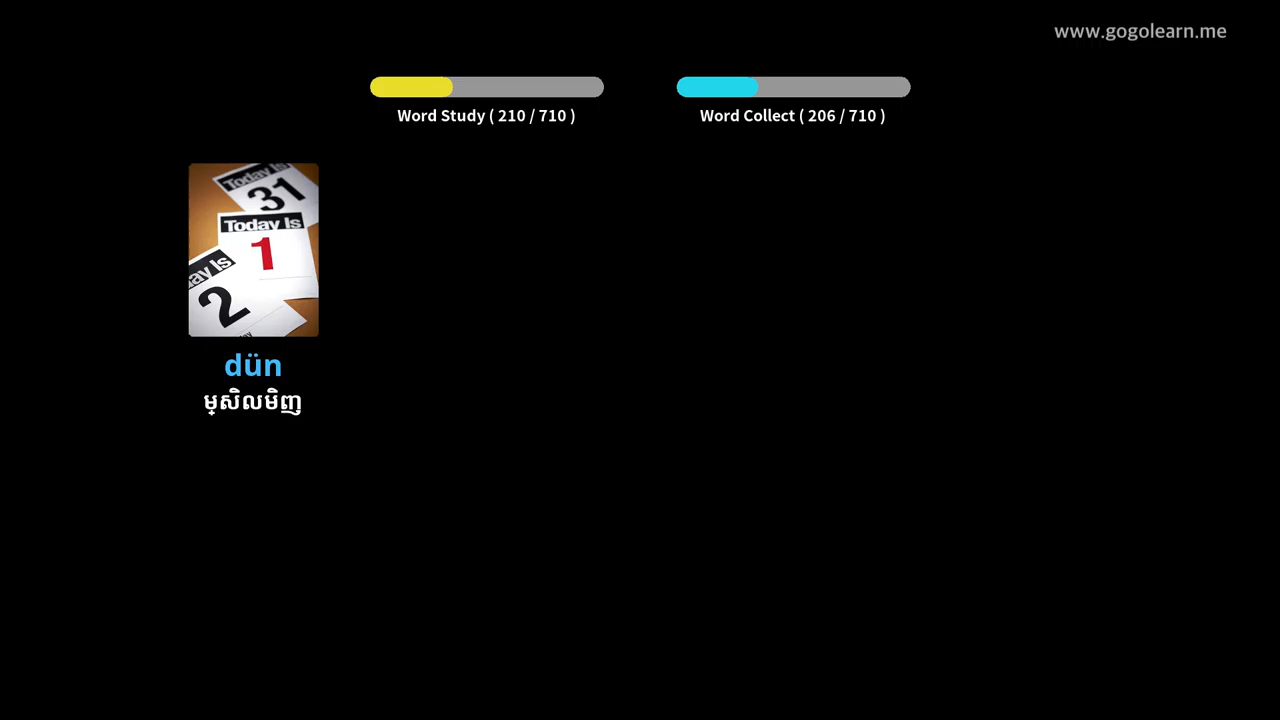 www.gogolearn.me
Word Study ( 210 / 710 )
Word Collect ( 206 / 710 )
Today Is
31
Today Is
1
ay Is
2
dün
ម្សិលមិញ